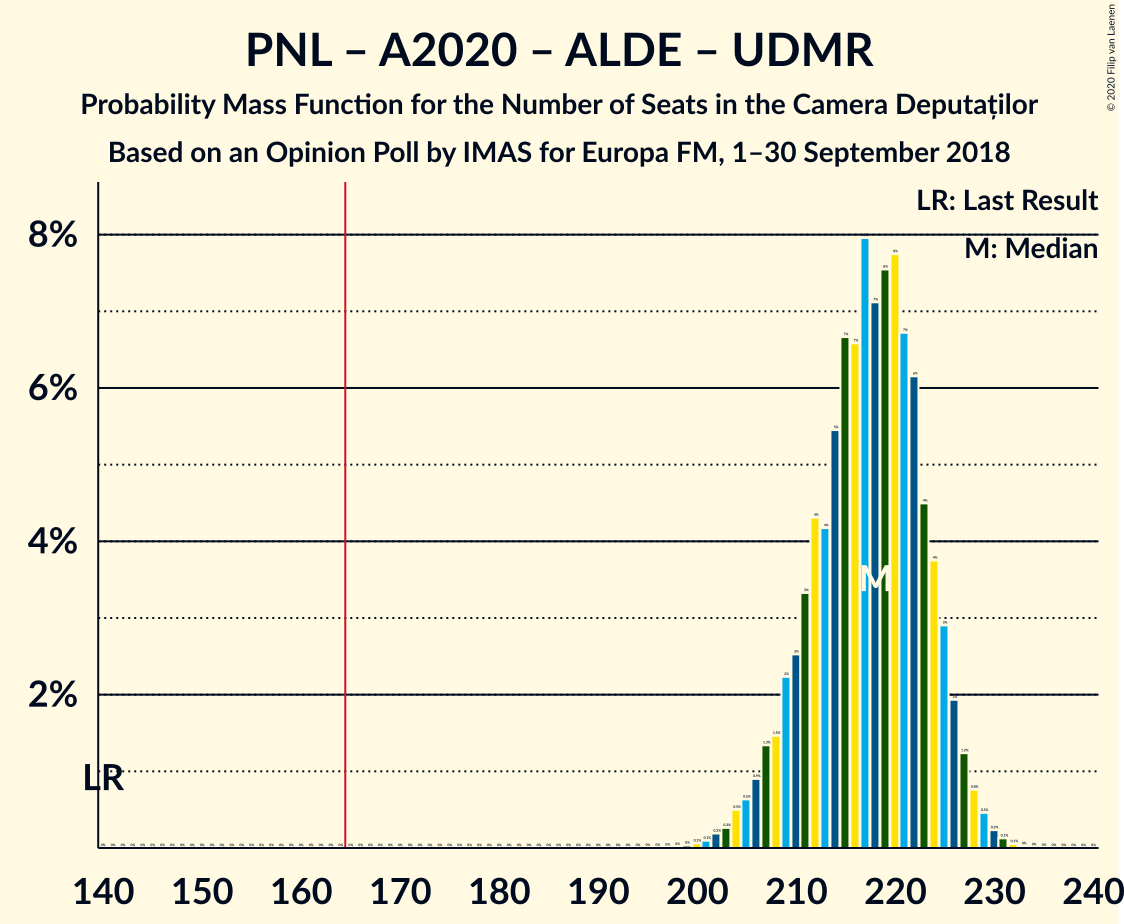 PNL – A2020 – ALDE – UDMR
Probability Mass Function for the Number of Seats in the Camera Deputaților
Based on an Opinion Poll by IMAS for Europa FM, 1–30 September 2018
© 2020 Filip van Laenen
LR: Last Result
M: Median
8%
6%
4%
2%
LR
M
140 150 160 170 180 190 200 210 220 230 240